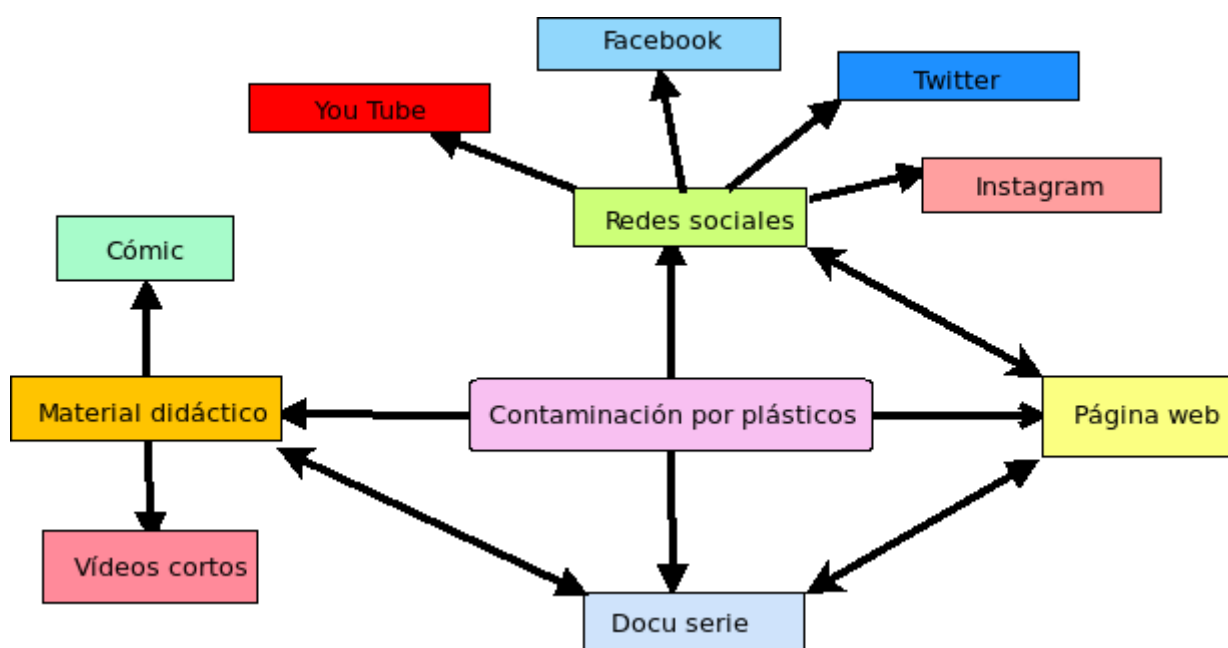 Facebook
Twitter
You Tube
Instagram
Redes sociales
Cómic
Material didáctico
Contaminación por plásticos
Página web
Vídeos cortos
Docu serie